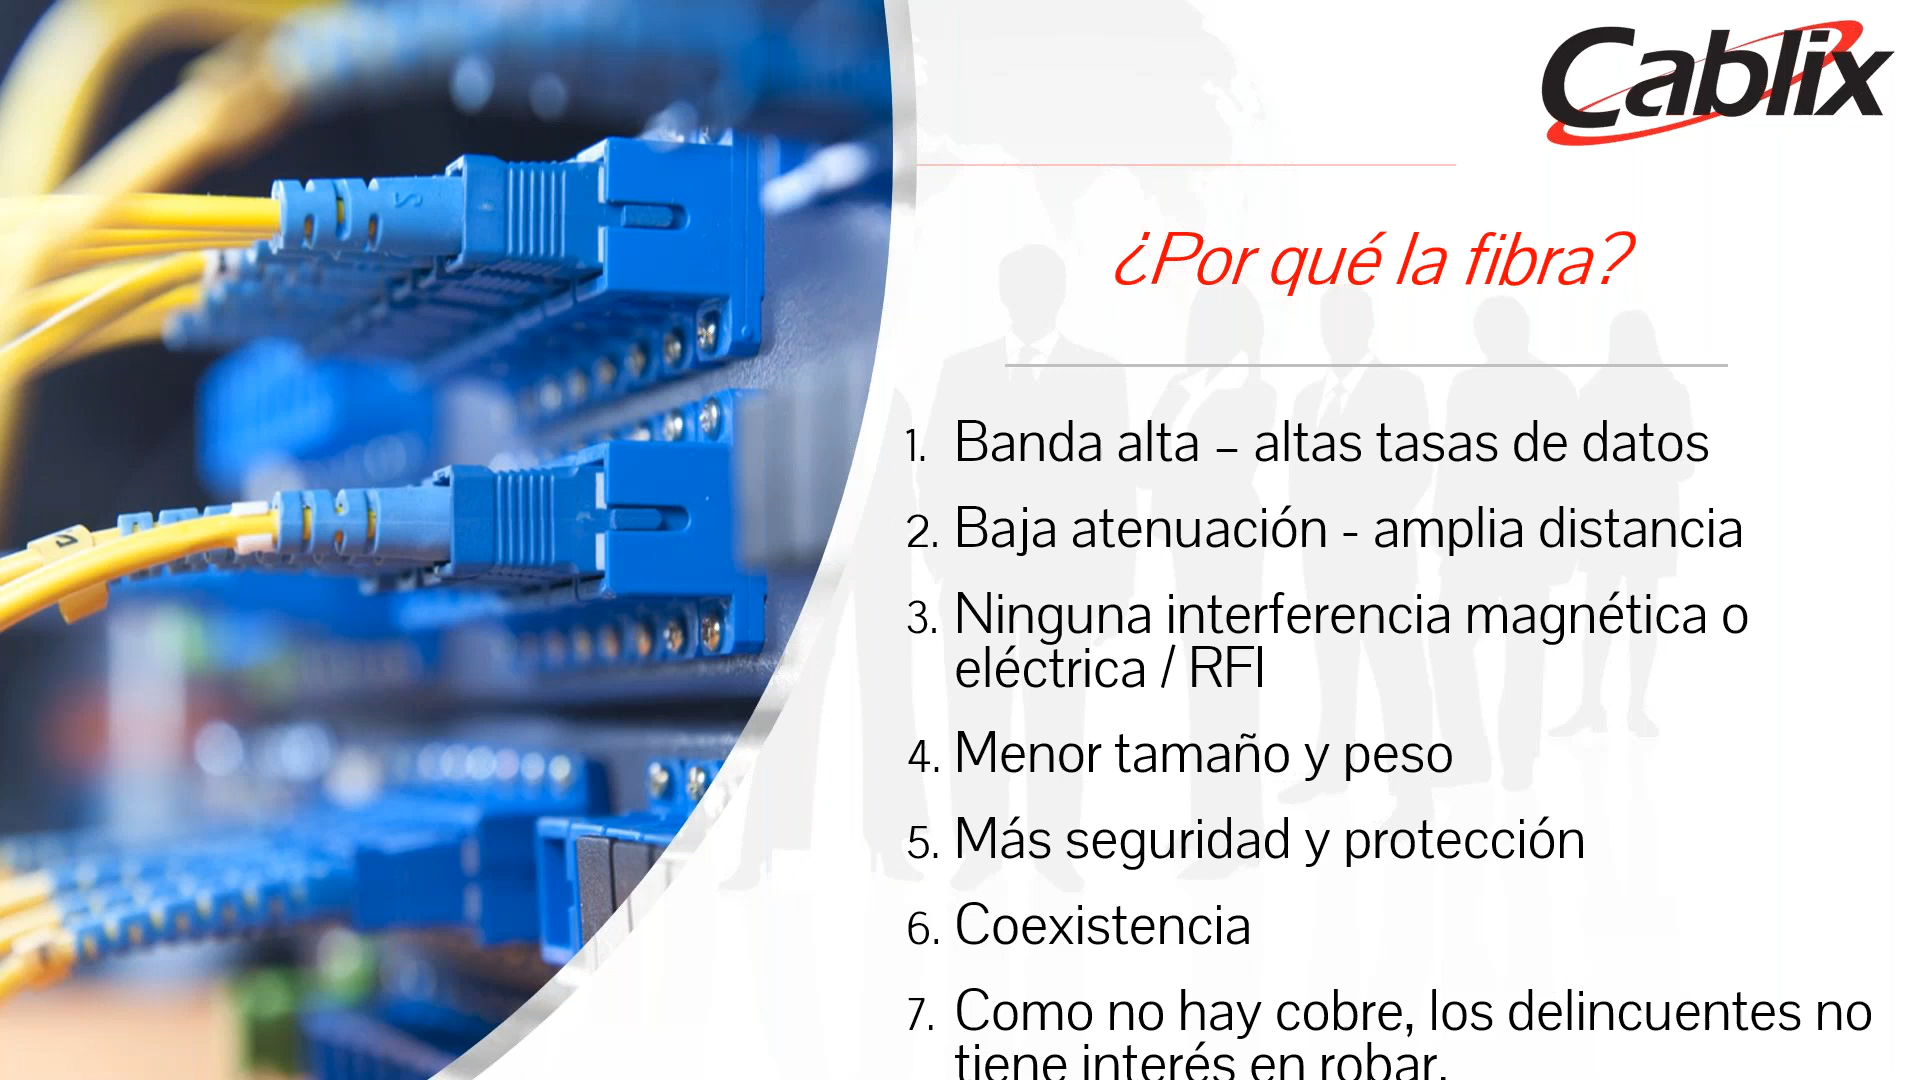 Cablix
¿Por qué la fibra?
1. Banda alta – altas tasas de datos
2. Baja atenuación - amplia distancia
3. Ninguna interferencia magnética o
eléctrica / RFI
4. Menor tamaño y peso
5. Más seguridad y protección
6. Coexistencia
7. Como no hay cobre, los delincuentes no
tiene interés en robar.